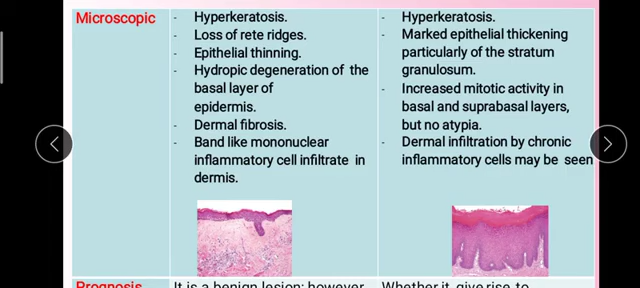 Microscopic
- Hyperkeratosis.
- Loss of rete ridges.
- Epithelial thinning.
- Hydropic degeneration of the
basal layer of
epidermis.
- Dermal fibrosis.
- Band like mononuclear
inflammatory cell infiltrate in
dermis.
- Hyperkeratosis.
- Marked epithelial thickening
particularly of the stratum
granulosum.
- Increased mitotic activity in
basal and suprabasal layers,
but no atypia.
- Dermal infiltration by chronic
inflammatory cells may be seen
Prognosis
It is a benign lesion; however
Whether it give rise to